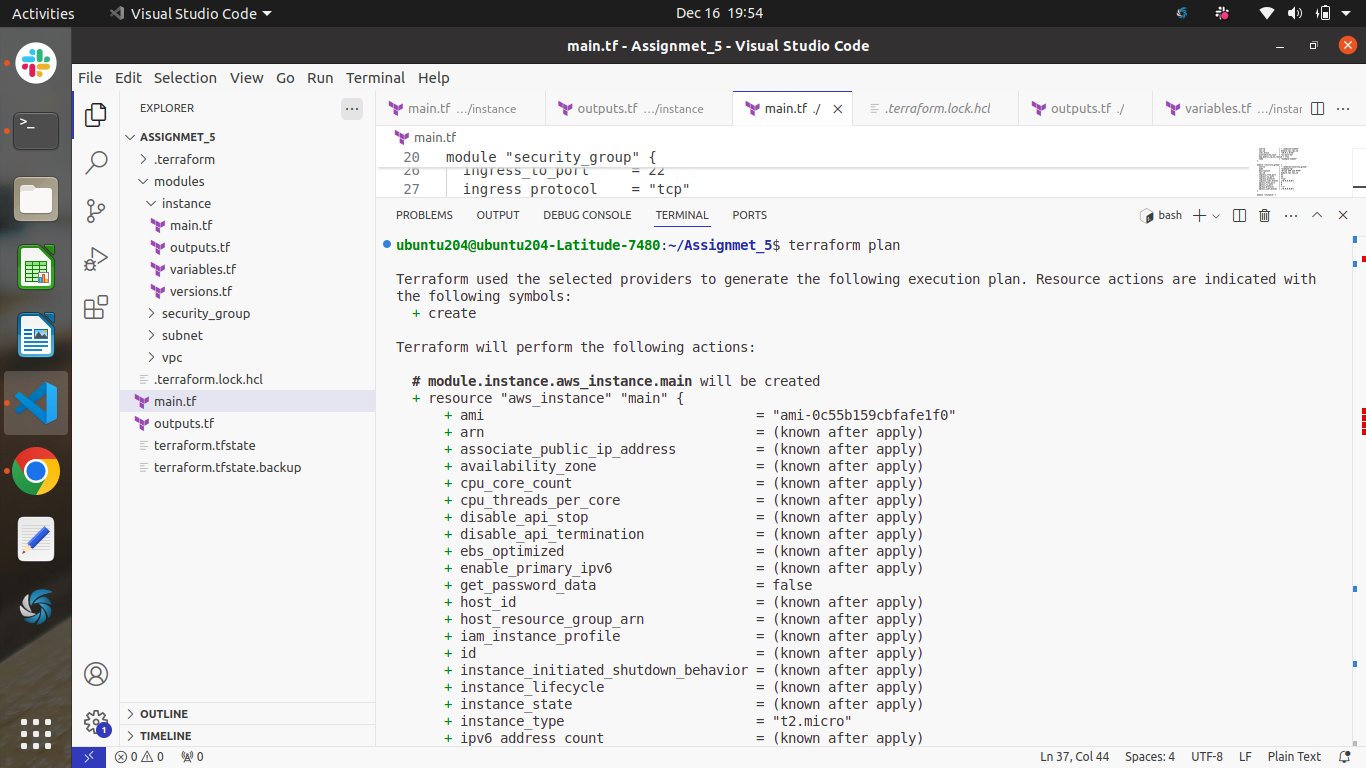 Activities Visual Studio Code Dec 16 19:54
main.tf - Assignmet_5 - Visual Studio Code
File Edit Selection View Go Run Terminal Help
EXPLORER
ASSIGNMET_5
.terraform
modules
instance
main.tf
outputs.tf
variables.tf
versions.tf
security_group
subnet
vpc
.terraform.lock.hcl
main.tf
outputs.tf
terraform.tfstate
terraform.tfstate.backup
OUTLINE
TIMELINE
1
main.tf .../instance outputs.tf .../instance main.tf ./ .terraform.lock.hcl outputs.tf ./ variables.tf .../instar
main.tf
20 module "security_group" {
26 ingress_to_port = 22
27 ingress_protocol = "tcp"
PROBLEMS OUTPUT DEBUG CONSOLE TERMINAL PORTS bash
ubuntu204@ubuntu204-Latitude-7480:~/Assignmet_5$ terraform plan
Terraform used the selected providers to generate the following execution plan. Resource actions are indicated with
the following symbols:
+ create
Terraform will perform the following actions:
# module.instance.aws_instance.main will be created
+ resource "aws_instance" "main" {
+ ami = "ami-0c55b159cbfafe1f0"
+ arn = (known after apply)
+ associate_public_ip_address = (known after apply)
+ availability_zone = (known after apply)
+ cpu_core_count = (known after apply)
+ cpu_threads_per_core = (known after apply)
+ disable_api_stop = (known after apply)
+ disable_api_termination = (known after apply)
+ ebs_optimized = (known after apply)
+ enable_primary_ipv6 = (known after apply)
+ get_password_data = false
+ host_id = (known after apply)
+ host_resource_group_arn = (known after apply)
+ iam_instance_profile = (known after apply)
+ id = (known after apply)
+ instance_initiated_shutdown_behavior = (known after apply)
+ instance_lifecycle = (known after apply)
+ instance_state = (known after apply)
+ instance_type = "t2.micro"
+ ipv6_address_count = (known after apply)
0 0 0 Ln 37, Col 44 Spaces: 4 UTF-8 LF Plain Text